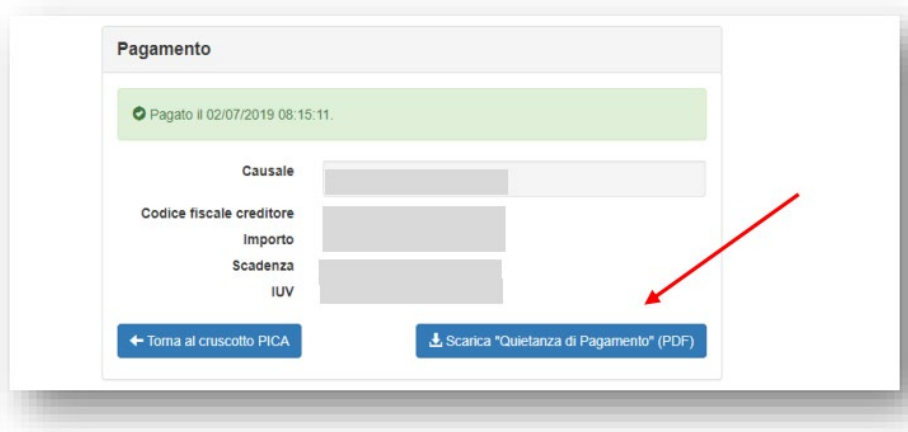 Pagamento
Pagato il 02/07/2019 08:15:11.
Causale
Codice fiscale creditore
Importo
Scadenza
IUV
Torna al cruscotto PICA
Scarica "Quietanza di Pagamento" (PDF)